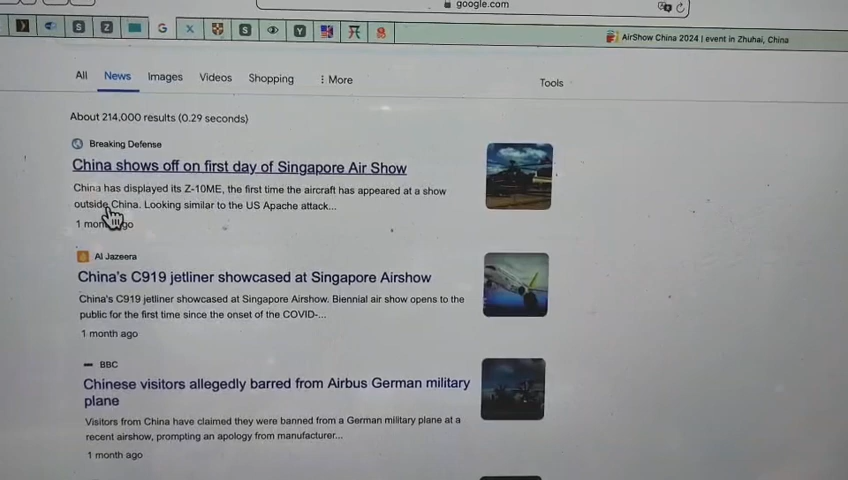 google.com
AirShow China 2024 | event in Zhuhai, China
All News Images Videos Shopping More Tools
About 214,000 results (0.29 seconds)
Breaking Defense
China shows off on first day of Singapore Air Show
China has displayed its Z-10ME, the first time the aircraft has appeared at a show
outside China. Looking similar to the US Apache attack...
1 month ago
Al Jazeera
China's C919 jetliner showcased at Singapore Airshow
China's C919 jetliner showcased at Singapore Airshow. Biennial air show opens to the
public for the first time since the onset of the COVID-...
1 month ago
BBC
Chinese visitors allegedly barred from Airbus German military
plane
Visitors from China have claimed they were banned from a German military plane at a
recent airshow, prompting an apology from manufacturer...
1 month ago